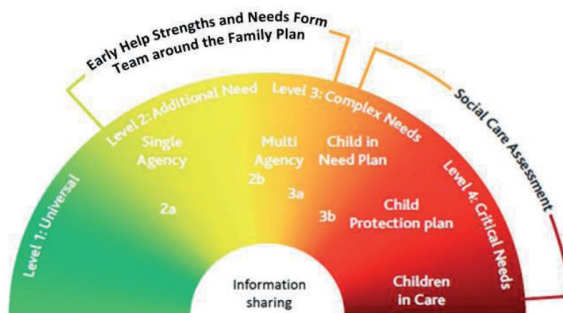 Early Help Strengths and Needs Form
Team around the Family Plan
Social Care Assessment
Level 1: Universal
Level 2: Additional Need
Level 3: Complex Needs
Level 4: Critical Needs
Single
Agency
2a
Multi
Agency
2b
3a
Child in
Need Plan
3b
Child
Protection plan
Children
in Care
Information
sharing